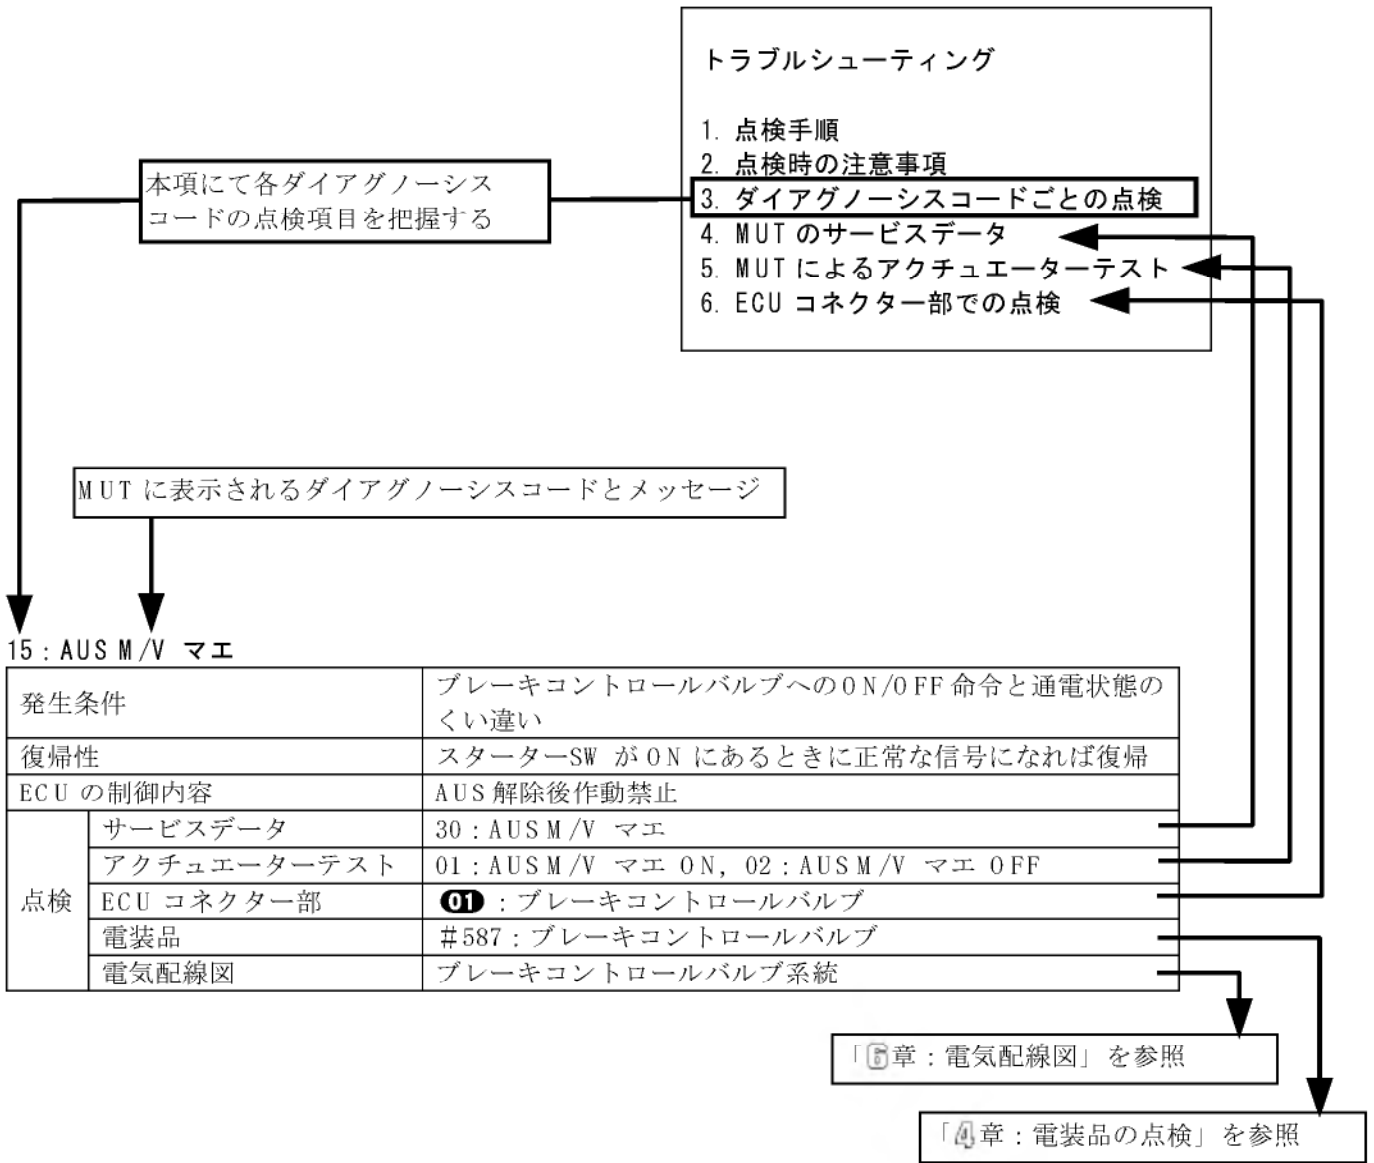 トラブルシューティング
1. 点検手順
2. 点検時の注意事項
3. ダイアグノーシスコードごとの点検
4. MUT のサービスデータ
5. MUT によるアクチュエーターテスト
6. ECU コネクター部での点検
本項にて各ダイアグノーシス
コードの点検項目を把握する
MUT に表示されるダイアグノーシスコードとメッセージ
15:AUS M/V マエ
発生条件
ブレーキコントロールバルブへのON/OFF 命令と通電状態の
くい違い
復帰性
スターターSW が ON にあるときに正常な信号になれば復帰
ECU の制御内容
AUS 解除後作動禁止
点検
サービスデータ
30:AUS M/V マエ
アクチュエーターテスト
01:AUS M/V マエ ON, 02:AUS M/V マエ OFF
ECU コネクター部
01:ブレーキコントロールバルブ
電装品
#587:ブレーキコントロールバルブ
電気配線図
ブレーキコントロールバルブ系統
「6章:電気配線図」を参照
「4章:電装品の点検」を参照